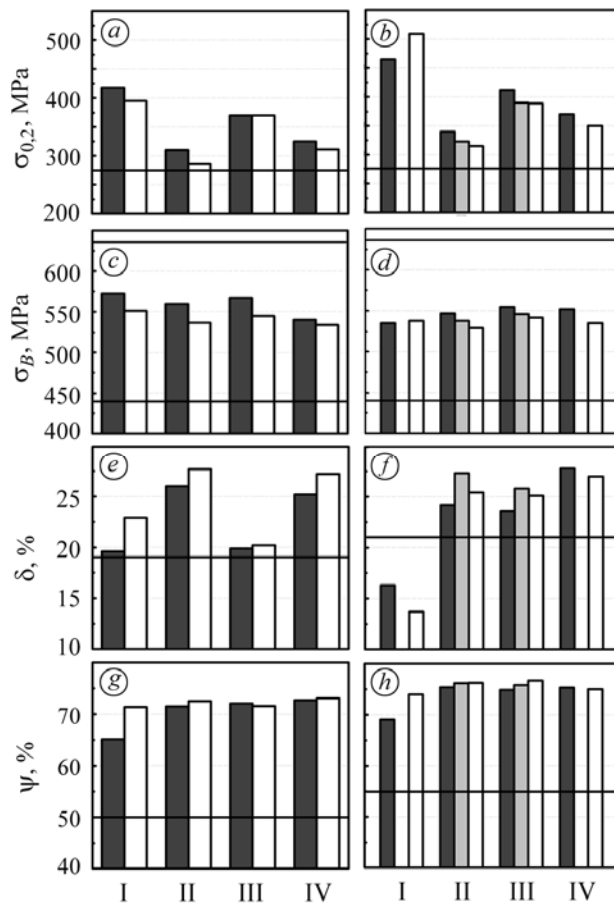 a
b
σ0,2, MPa
500
400
300
200
c
d
σB, MPa
600
550
500
450
400
e
f
δ, %
25
20
15
10
g
h
ψ, %
70
60
50
40
I II III IV I II III IV